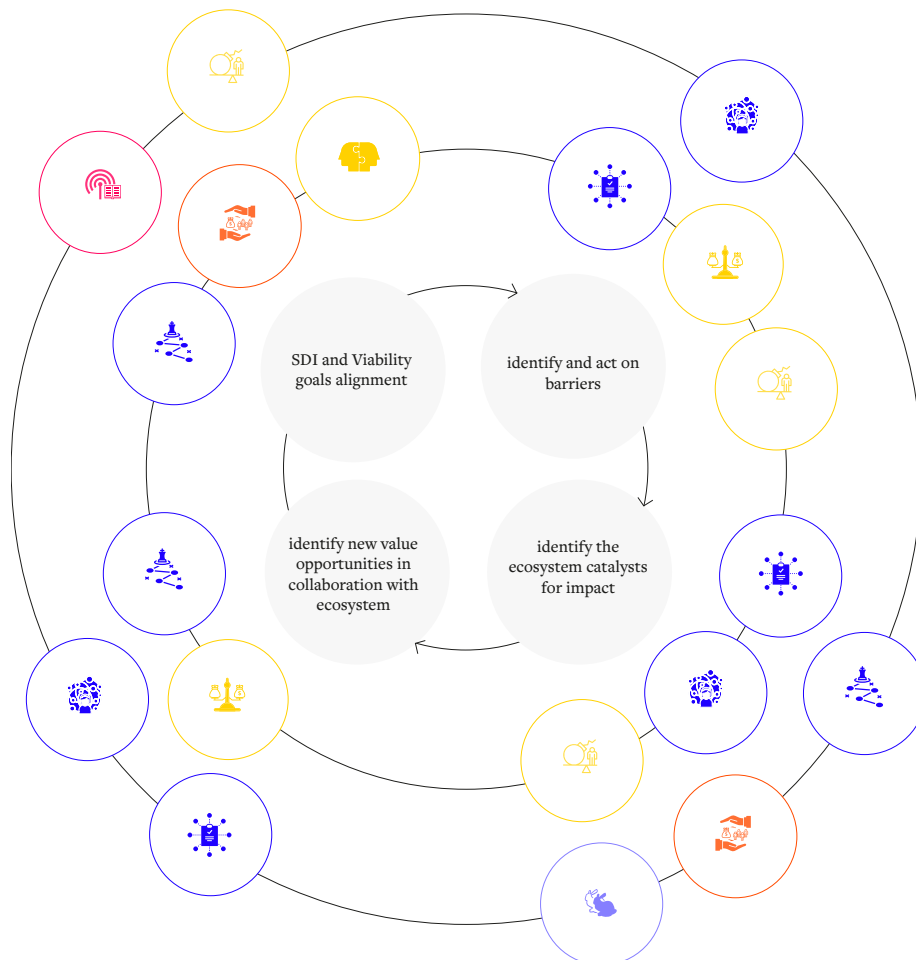 SDI and Viability
goals alignment
identify and act on
barriers
identify the
ecosystem catalysts
for impact
identify new value
opportunities in
collaboration with
ecosystem